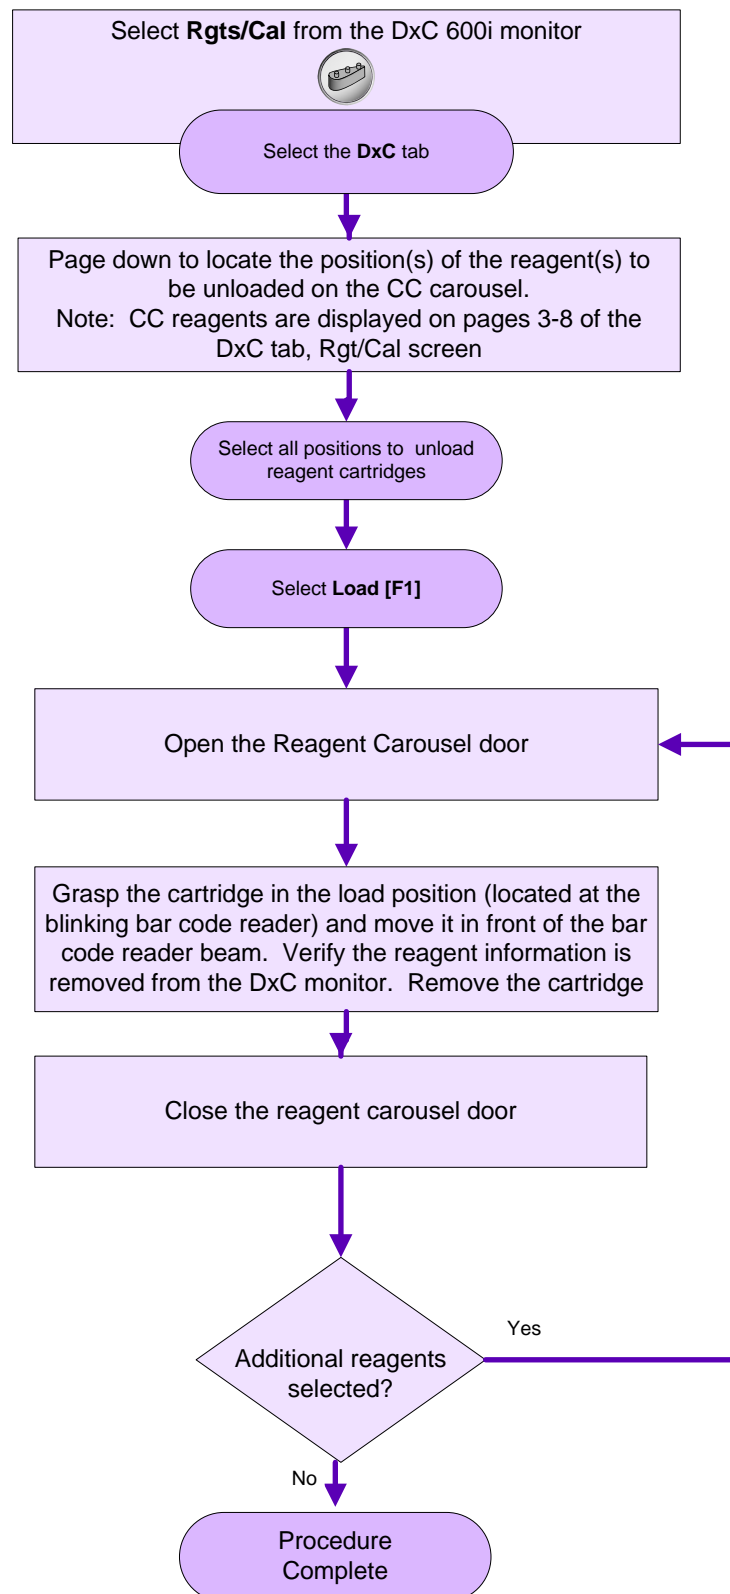 Select Rgts/Cal from the DxC 600i monitor
Select the DxC tab
Page down to locate the position(s) of the reagent(s) to
be unloaded on the CC carousel.
Note:  CC reagents are displayed on pages 3-8 of the
DxC tab, Rgt/Cal screen
Select all positions to  unload
reagent cartridges
Select Load [F1]
Open the Reagent Carousel door
Grasp the cartridge in the load position (located at the
blinking bar code reader) and move it in front of the bar
code reader beam.  Verify the reagent information is
removed from the DxC monitor.  Remove the cartridge
Close the reagent carousel door
Additional reagents
selected?
Yes
No
Procedure
Complete